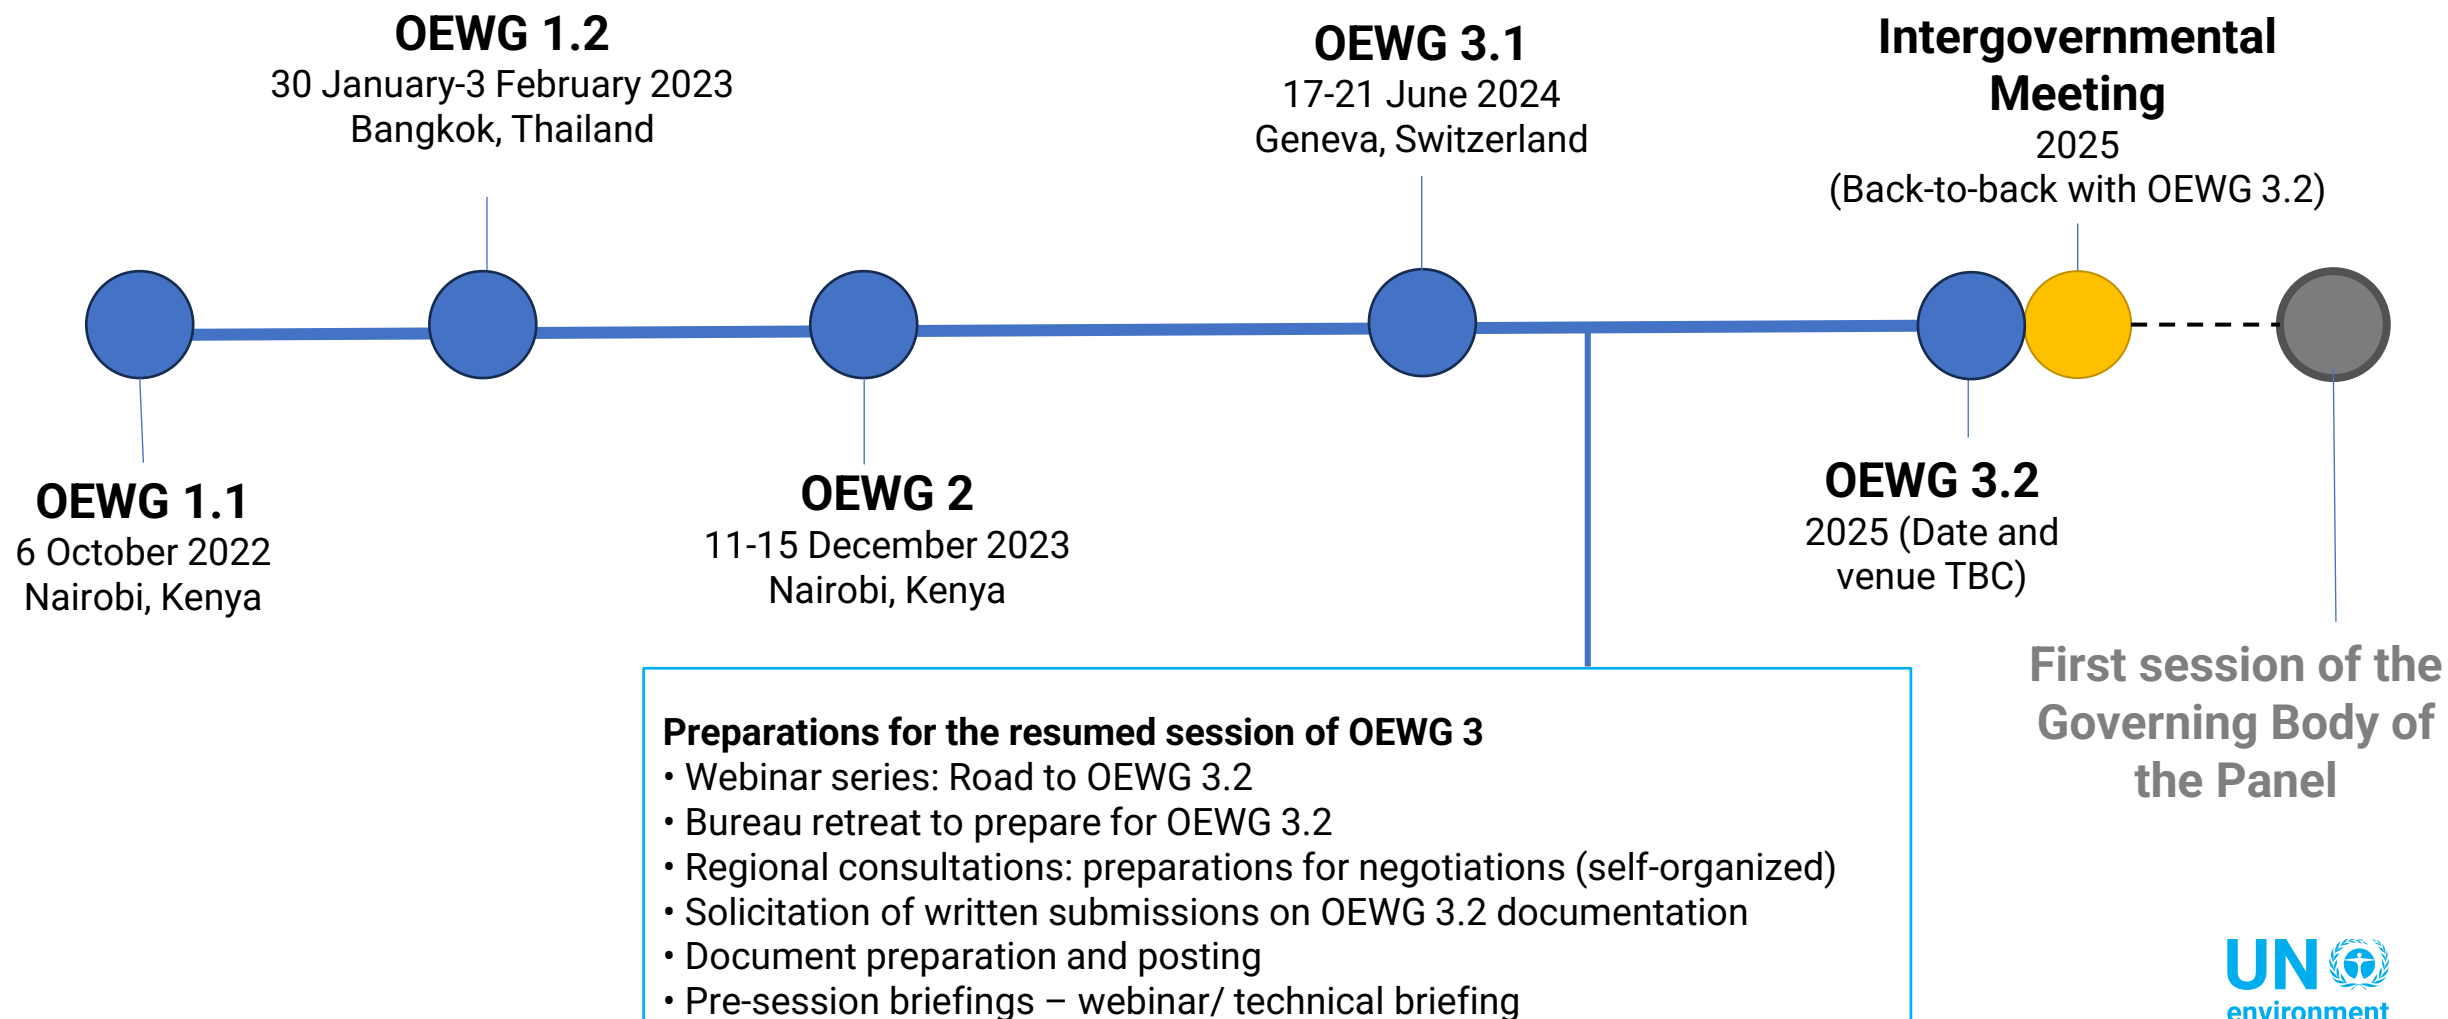 OEWG 1.2
30 January-3 February 2023
Bangkok, Thailand
OEWG 3.1
17-21 June 2024
Geneva, Switzerland
Intergovernmental
Meeting
2025
(Back-to-back with OEWG 3.2)
OEWG 1.1
6 October 2022
Nairobi, Kenya
OEWG 2
11-15 December 2023
Nairobi, Kenya
OEWG 3.2
2025 (Date and
venue TBC)
First session of the
Governing Body of
the Panel
Preparations for the resumed session of OEWG 3
• Webinar series: Road to OEWG 3.2
• Bureau retreat to prepare for OEWG 3.2
• Regional consultations: preparations for negotiations (self-organized)
• Solicitation of written submissions on OEWG 3.2 documentation
• Document preparation and posting
• Pre-session briefings – webinar/ technical briefing
UN
environment